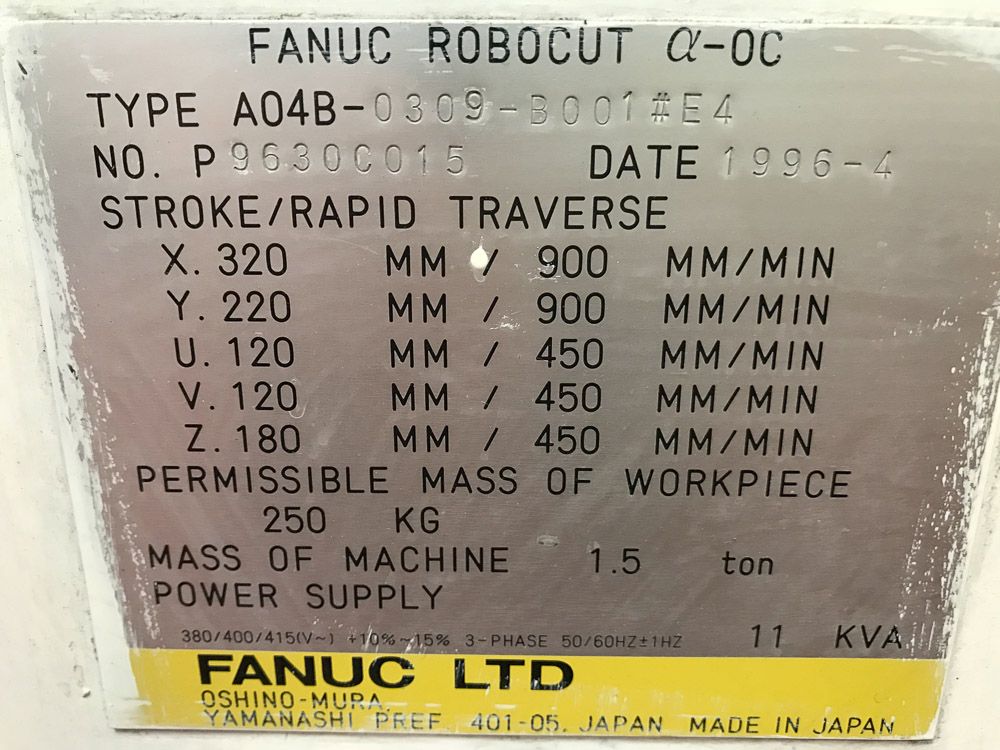 FANUC ROBOCUT α-0C
TYPE A04B-0309-B001#E4
NO. P9630C015 DATE 1996-4
STROKE/RAPID TRAVERSE
X. 320 MM / 900 MM/MIN
Y. 220 MM / 900 MM/MIN
U. 120 MM / 450 MM/MIN
V. 120 MM / 450 MM/MIN
Z. 180 MM / 450 MM/MIN
PERMISSIBLE MASS OF WORKPIECE
250 KG
MASS OF MACHINE 1.5 ton
POWER SUPPLY
380/400/415(V~) +10%~15% 3-PHASE 50/60HZ±1HZ 11 KVA
FANUC LTD
OSHINO-MURA,
YAMANASHI PREF. 401-05, JAPAN MADE IN JAPAN